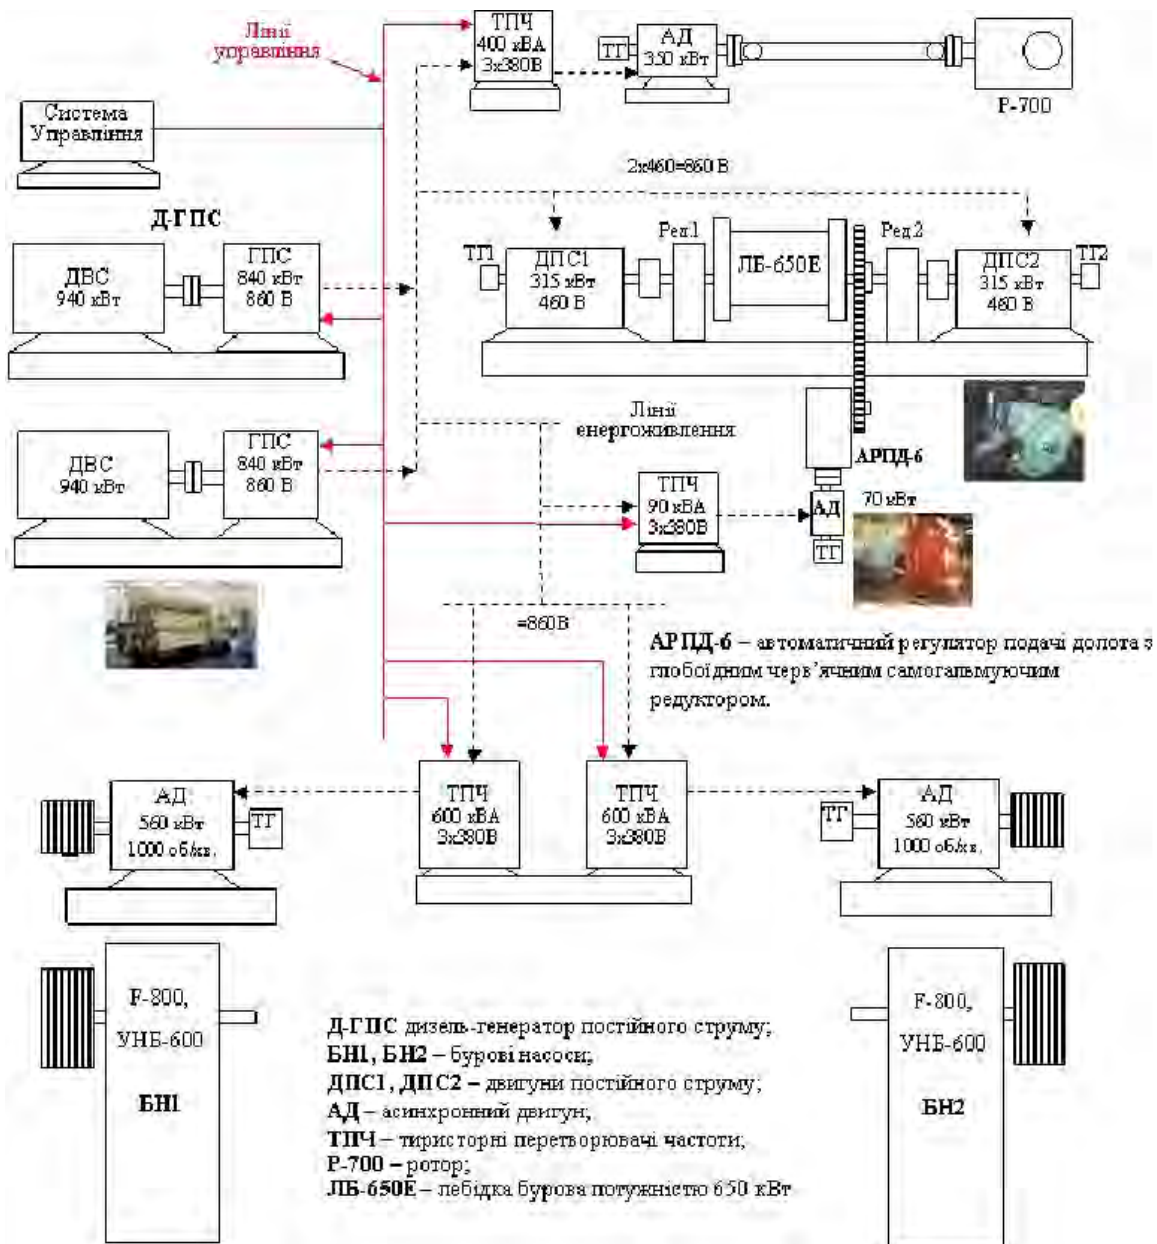 Лінії
управління
ТПЧ
400 кВА
3х380В
ТГ
АД
350 кВт
Р-700
Система
Управління
2х460=860 В
Д-ГПС
ДВС
940 кВт
ГПС
840 кВт
860 В
ТГ1
ДПС1
315 кВт
460 В
Ред.1
ЛБ-650Е
Ред.2
ДПС2
315 кВт
460 В
ТГ2
ДВС
940 кВт
ГПС
840 кВт
860 В
Лінії
енергоживлення
АРПД-6
ТПЧ
90 кВА
3х380В
АД
70 кВт
ТГ
=860В
АРПД-6 – автоматичний регулятор подачі долота з
глобоїдним черв’ячним самогальмуючим
редуктором.
АД
560 кВт
1000 об/хв.
ТГ
ТПЧ
600 кВА
3х380В
ТПЧ
600 кВА
3х380В
ТГ
АД
560 кВт
1000 об/хв.
F-800,
УНБ-600
БН1
F-800,
УНБ-600
БН2
Д-ГПС дизель-генератор постійного струму;
БН1, БН2 – бурові насоси;
ДПС1, ДПС2 – двигуни постійного струму;
АД – асинхронний двигун;
ТПЧ – тиристорні перетворювачі частоти;
Р-700 – ротор;
ЛБ-650Е – лебідка бурова потужністю 650 кВт